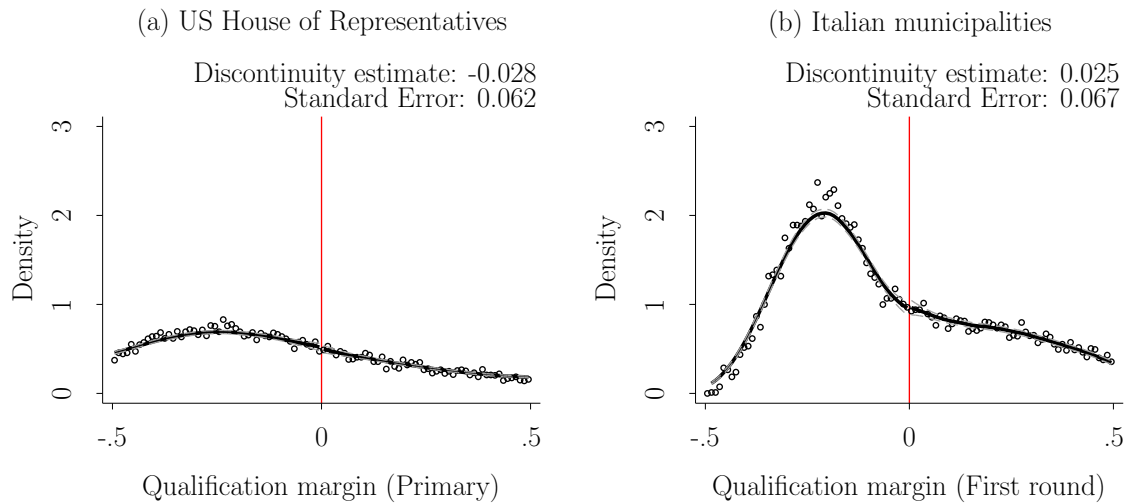 (a) US House of Representatives
Discontinuity estimate: -0.028
Standard Error: 0.062
3
2
1
0
Density
-.5 0 .5
Qualification margin (Primary)
(b) Italian municipalities
Discontinuity estimate: 0.025
Standard Error: 0.067
3
2
1
0
Density
-.5 0 .5
Qualification margin (First round)